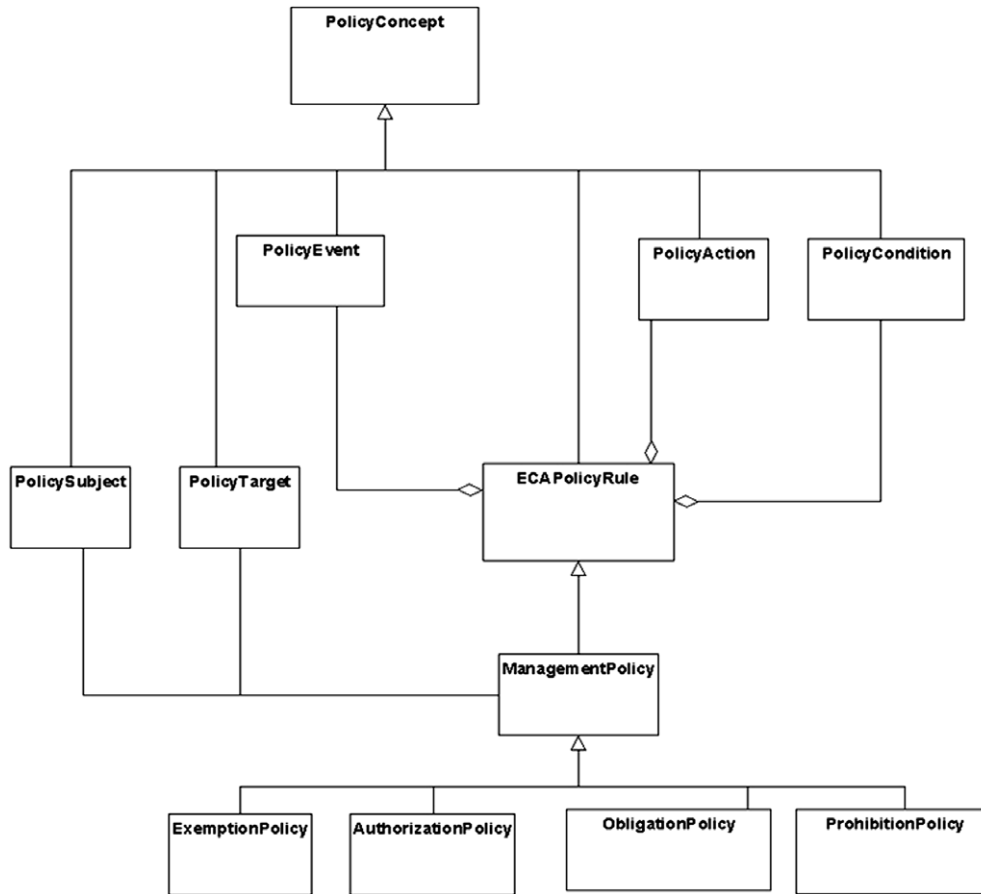 PolicyConcept
PolicyEvent
PolicyAction
PolicyCondition
PolicySubject
PolicyTarget
ECAPolicyRule
ManagementPolicy
ExemptionPolicy
AuthorizationPolicy
ObligationPolicy
ProhibitionPolicy